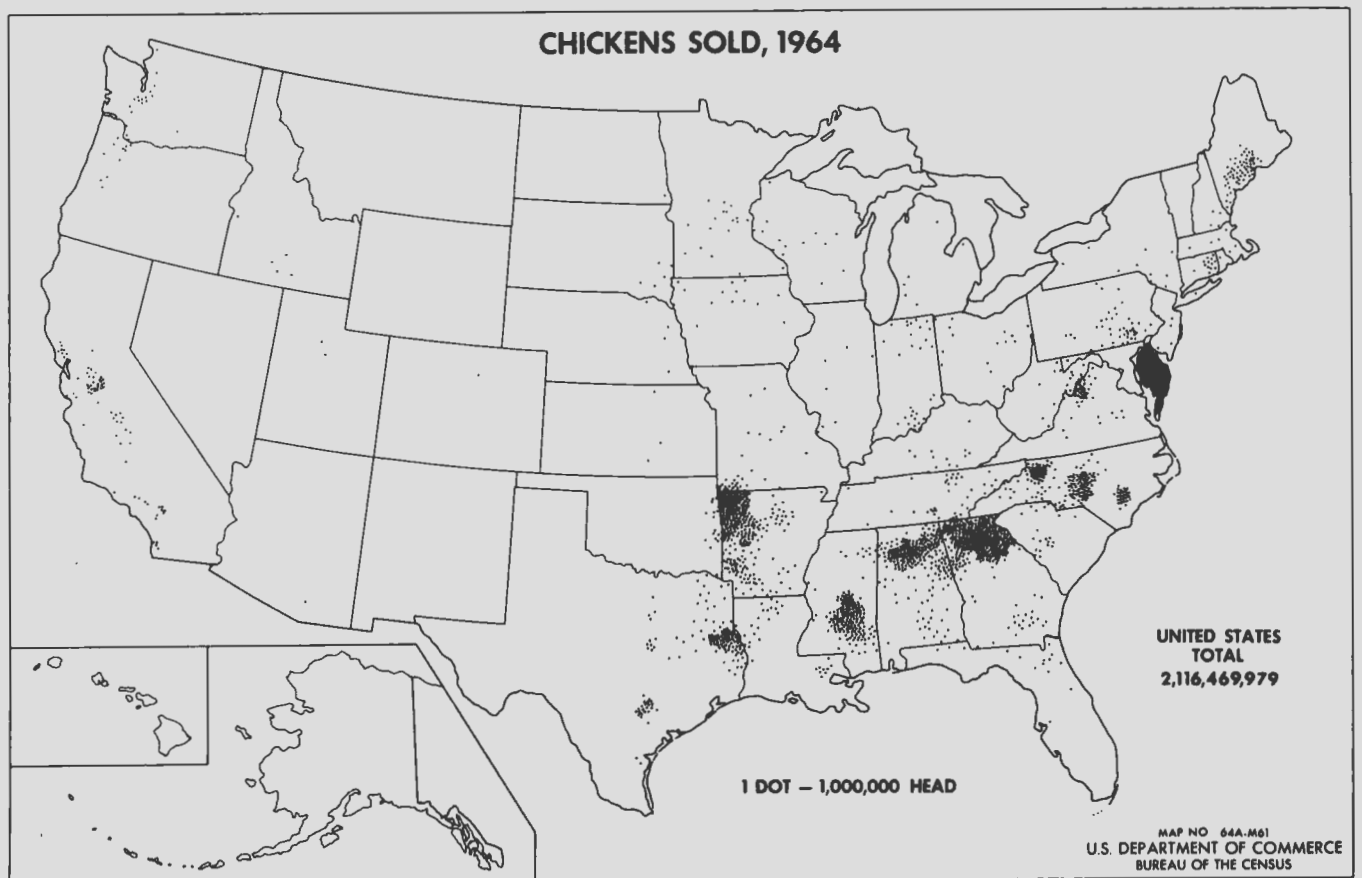 CHICKENS SOLD, 1964
UNITED STATES
TOTAL
2,116,469,979
1 DOT — 1,000,000 HEAD
MAP NO 64A-M61
U.S. DEPARTMENT OF COMMERCE
BUREAU OF THE CENSUS